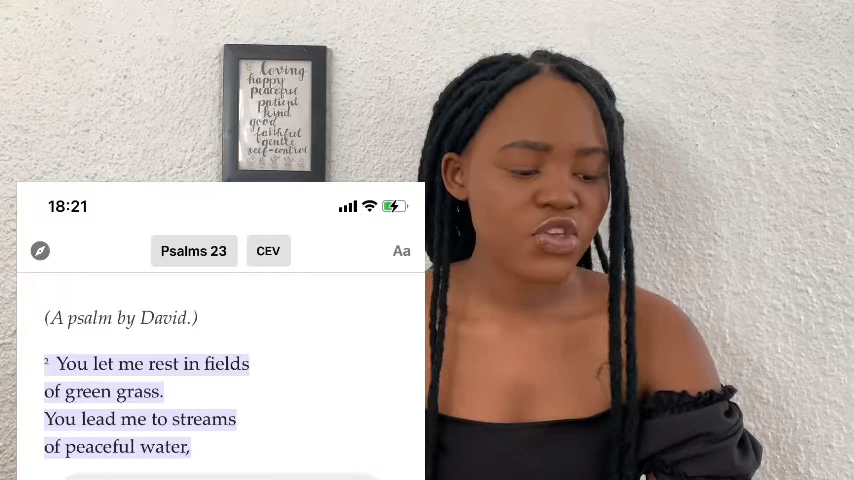 loving
happy
peaceful
patient
kind
good
faithful
gentle
self-control
18:21
Psalms 23
CEV
Aa
(A psalm by David.)
2 You let me rest in fields
of green grass.
You lead me to streams
of peaceful water,